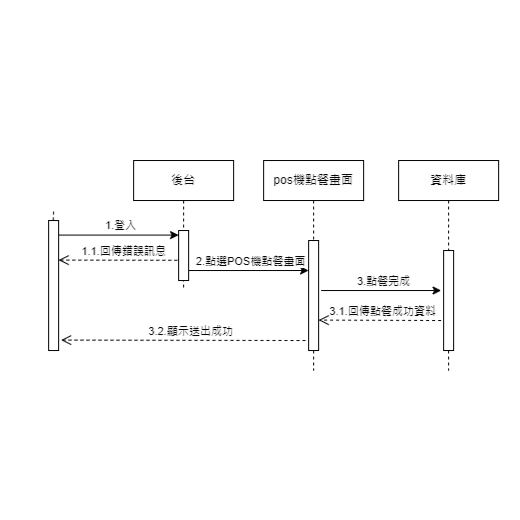 後台
pos機點餐畫面
資料庫
1.登入
1.1.回傳錯誤訊息
2.點選POS機點餐畫面
3.點餐完成
3.1.回傳點餐成功資料
3.2.顯示送出成功